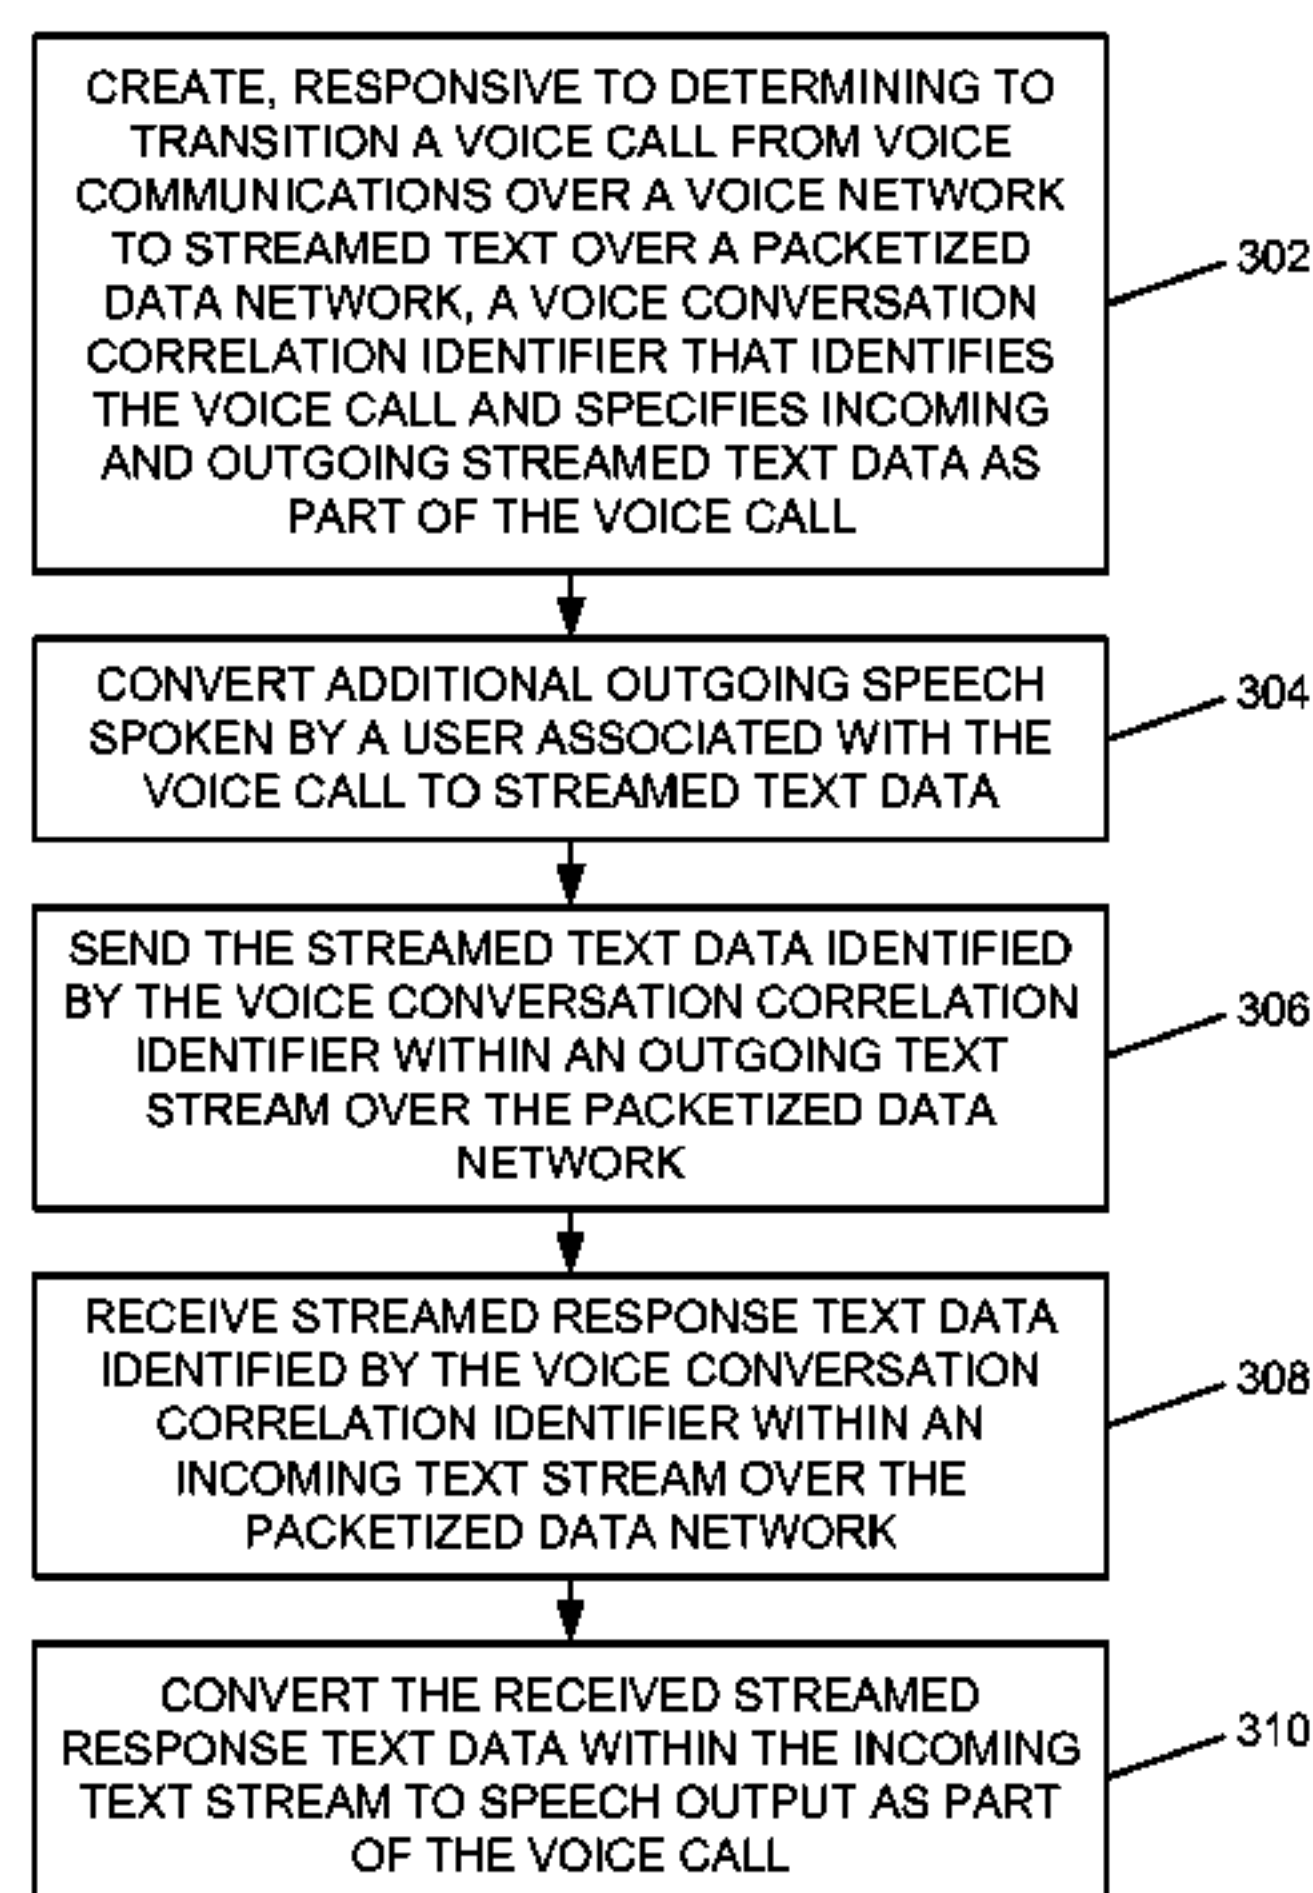 CREATE, RESPONSIVE TO DETERMINING TO
TRANSITION A VOICE CALL FROM VOICE
COMMUNICATIONS OVER A VOICE NETWORK
TO STREAMED TEXT OVER A PACKETIZED
DATA NETWORK, A VOICE CONVERSATION
CORRELATION IDENTIFIER THAT IDENTIFIES
THE VOICE CALL AND SPECIFIES INCOMING
AND OUTGOING STREAMED TEXT DATA AS
PART OF THE VOICE CALL
302
CONVERT ADDITIONAL OUTGOING SPEECH
SPOKEN BY A USER ASSOCIATED WITH THE
VOICE CALL TO STREAMED TEXT DATA
304
SEND THE STREAMED TEXT DATA IDENTIFIED
BY THE VOICE CONVERSATION CORRELATION
IDENTIFIER WITHIN AN OUTGOING TEXT
STREAM OVER THE PACKETIZED DATA
NETWORK
306
RECEIVE STREAMED RESPONSE TEXT DATA
IDENTIFIED BY THE VOICE CONVERSATION
CORRELATION IDENTIFIER WITHIN AN
INCOMING TEXT STREAM OVER THE
PACKETIZED DATA NETWORK
308
CONVERT THE RECEIVED STREAMED
RESPONSE TEXT DATA WITHIN THE INCOMING
TEXT STREAM TO SPEECH OUTPUT AS PART
OF THE VOICE CALL
310